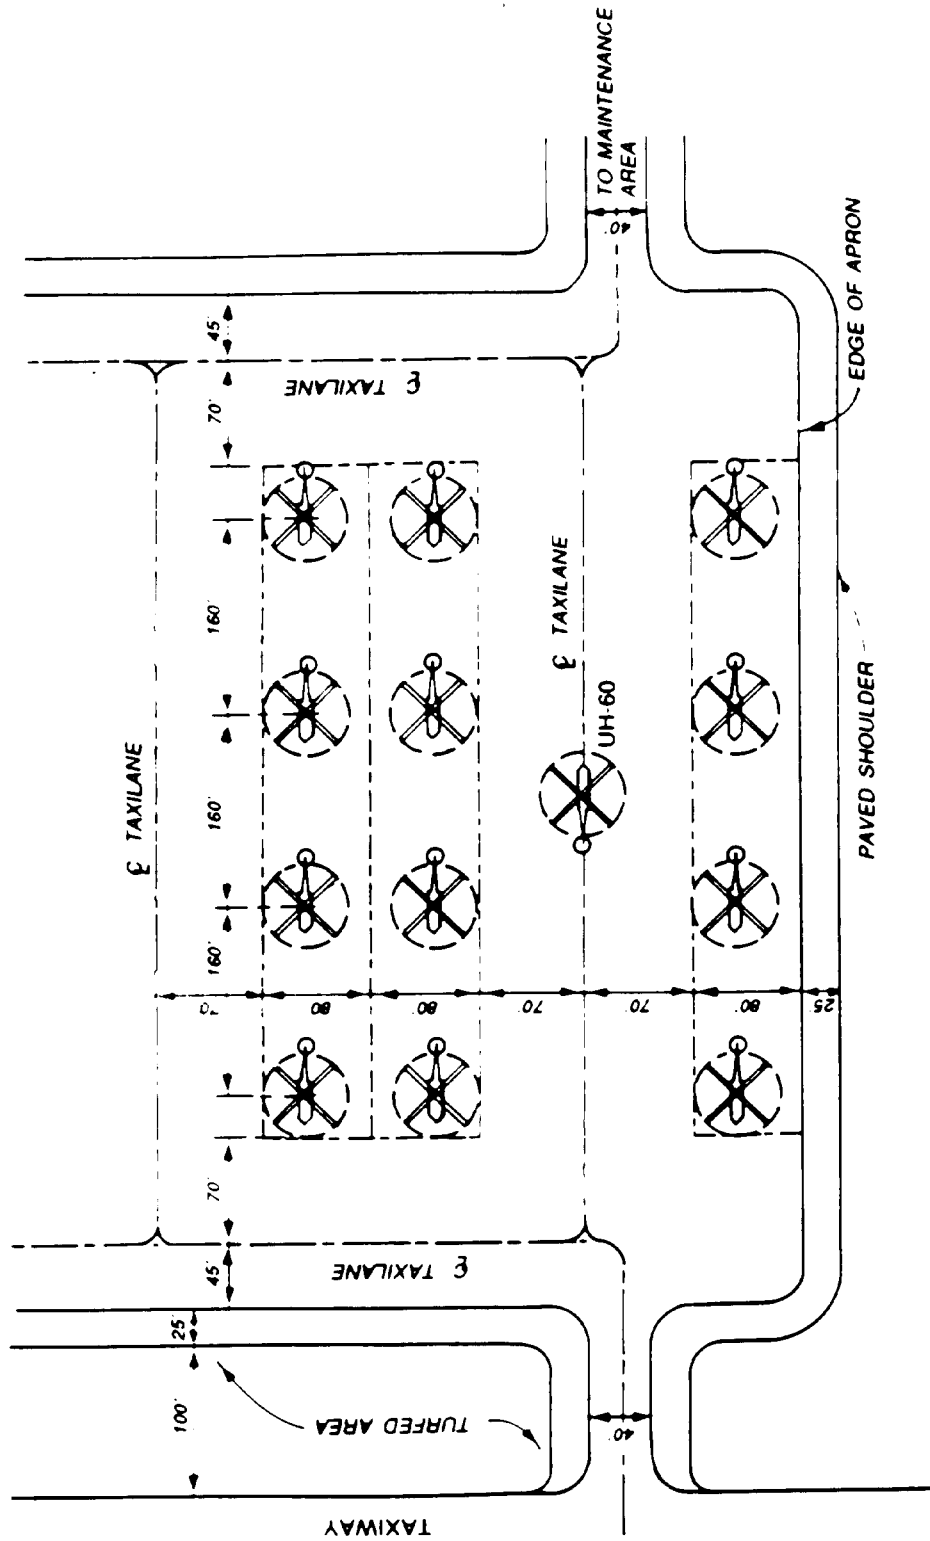 TO MAINTENANCE
AREA
40'
45'
℄ TAXILANE
70'
160'
160'
160'
70'
45'
25'
100'
℄ TAXILANE
℄ TAXILANE
UH-60
EDGE OF APRON
PAVED SHOULDER
70'
80'
80'
70'
70'
80'
25'
℄ TAXILANE
TURFED AREA
40'
TAXIWAY